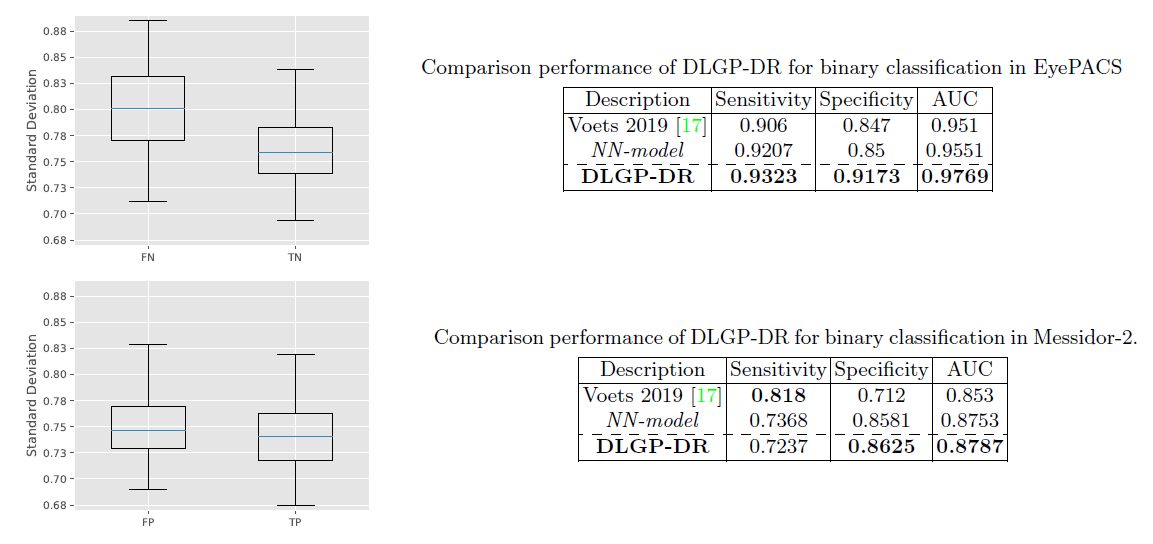 0.88
0.85
0.83
0.80
0.78
0.75
0.73
0.70
0.68
Standard Deviation
FN TN
Comparison performance of DLGP-DR for binary classification in EyePACS
Description Sensitivity Specificity AUC
Voets 2019 [17] 0.906 0.847 0.951
NN-model 0.9207 0.85 0.9551
DLGP-DR 0.9323 0.9173 0.9769
0.88
0.85
0.83
0.80
0.78
0.75
0.73
0.70
0.68
Standard Deviation
FP TP
Comparison performance of DLGP-DR for binary classification in Messidor-2.
Description Sensitivity Specificity AUC
Voets 2019 [17] 0.818 0.712 0.853
NN-model 0.7368 0.8581 0.8753
DLGP-DR 0.7237 0.8625 0.8787